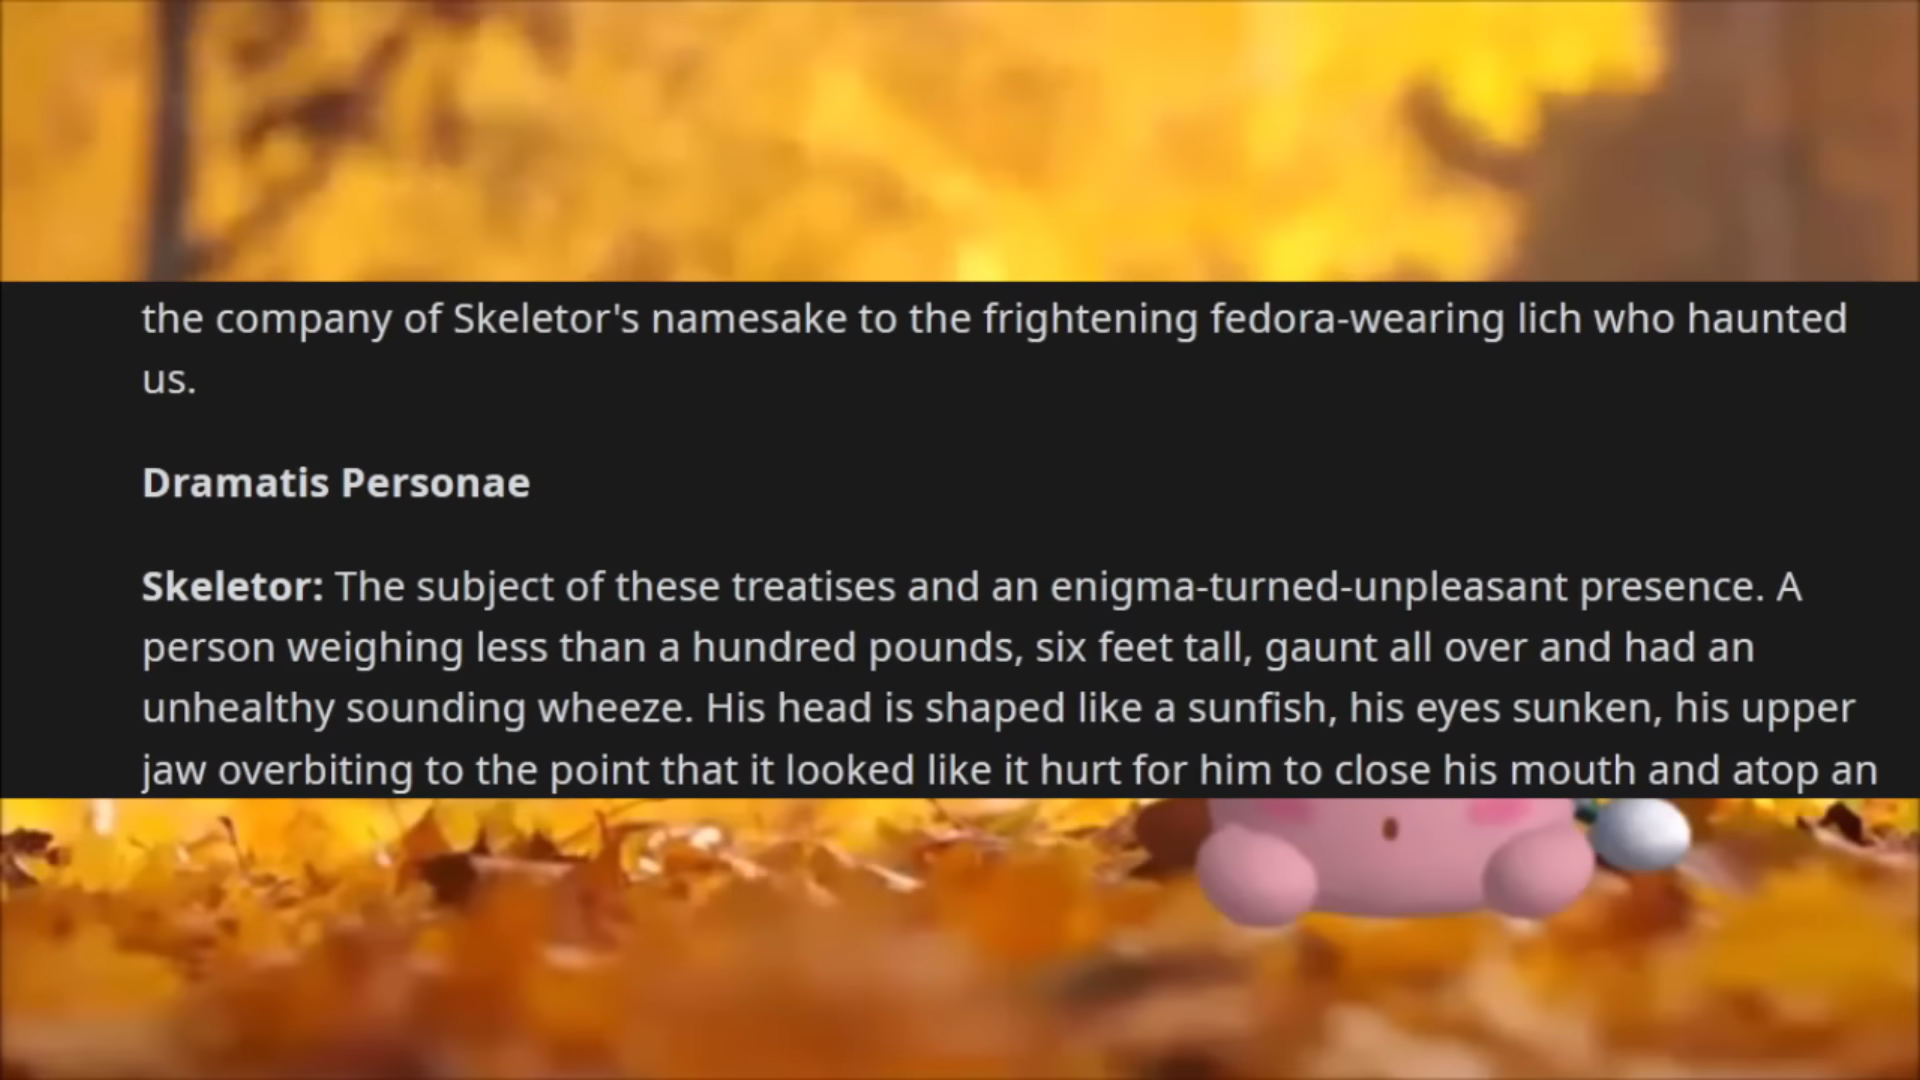 the company of Skeletor's namesake to the frightening fedora-wearing lich who haunted
us.
Dramatis Personae
Skeletor: The subject of these treatises and an enigma-turned-unpleasant presence. A
person weighing less than a hundred pounds, six feet tall, gaunt all over and had an
unhealthy sounding wheeze. His head is shaped like a sunfish, his eyes sunken, his upper
jaw overbiting to the point that it looked like it hurt for him to close his mouth and atop an